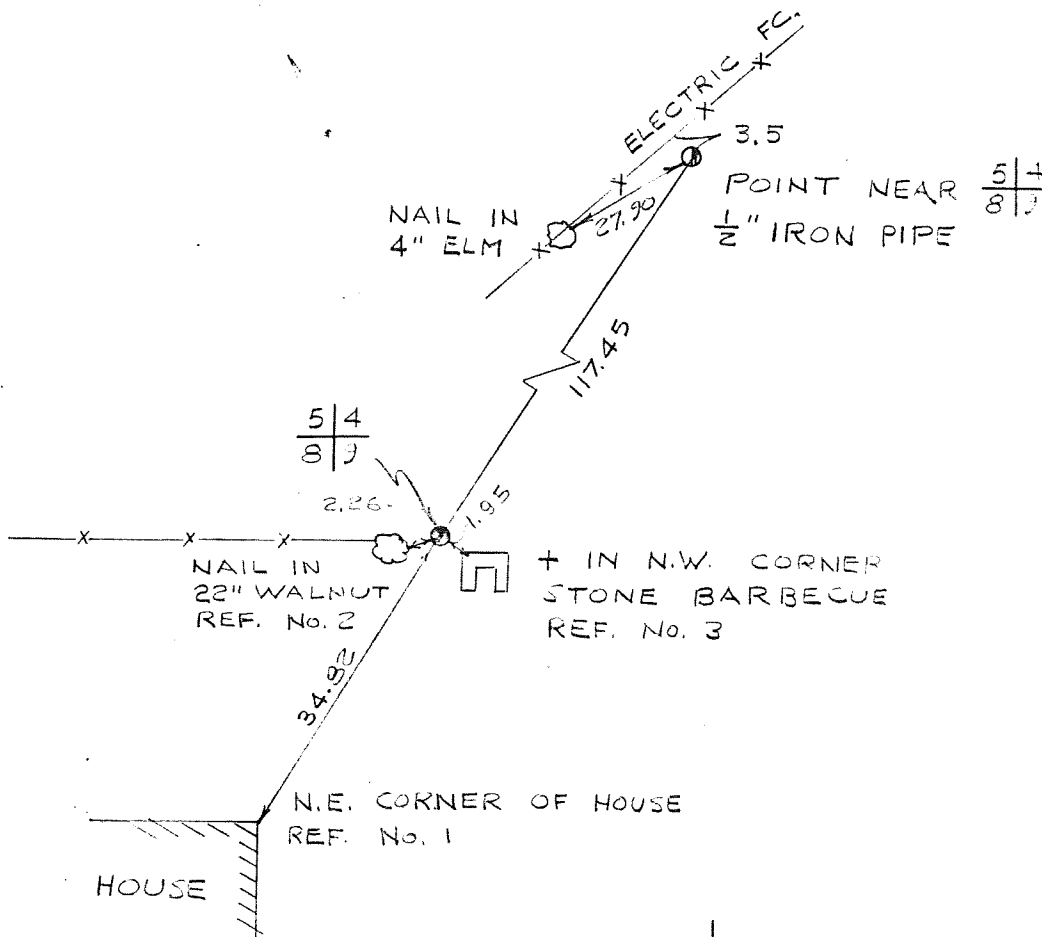 ELECTRIC FC.
3.5
POINT NEAR 5|4
8|9
1/2" IRON PIPE
NAIL IN
4" ELM
27.90
117.45
5|4
8|9
2.26
1.95
NAIL IN
22" WALNUT
REF. No. 2
+ IN N.W. CORNER
STONE BARBECUE
REF. No. 3
34.82
N.E. CORNER OF HOUSE
REF. No. 1
HOUSE